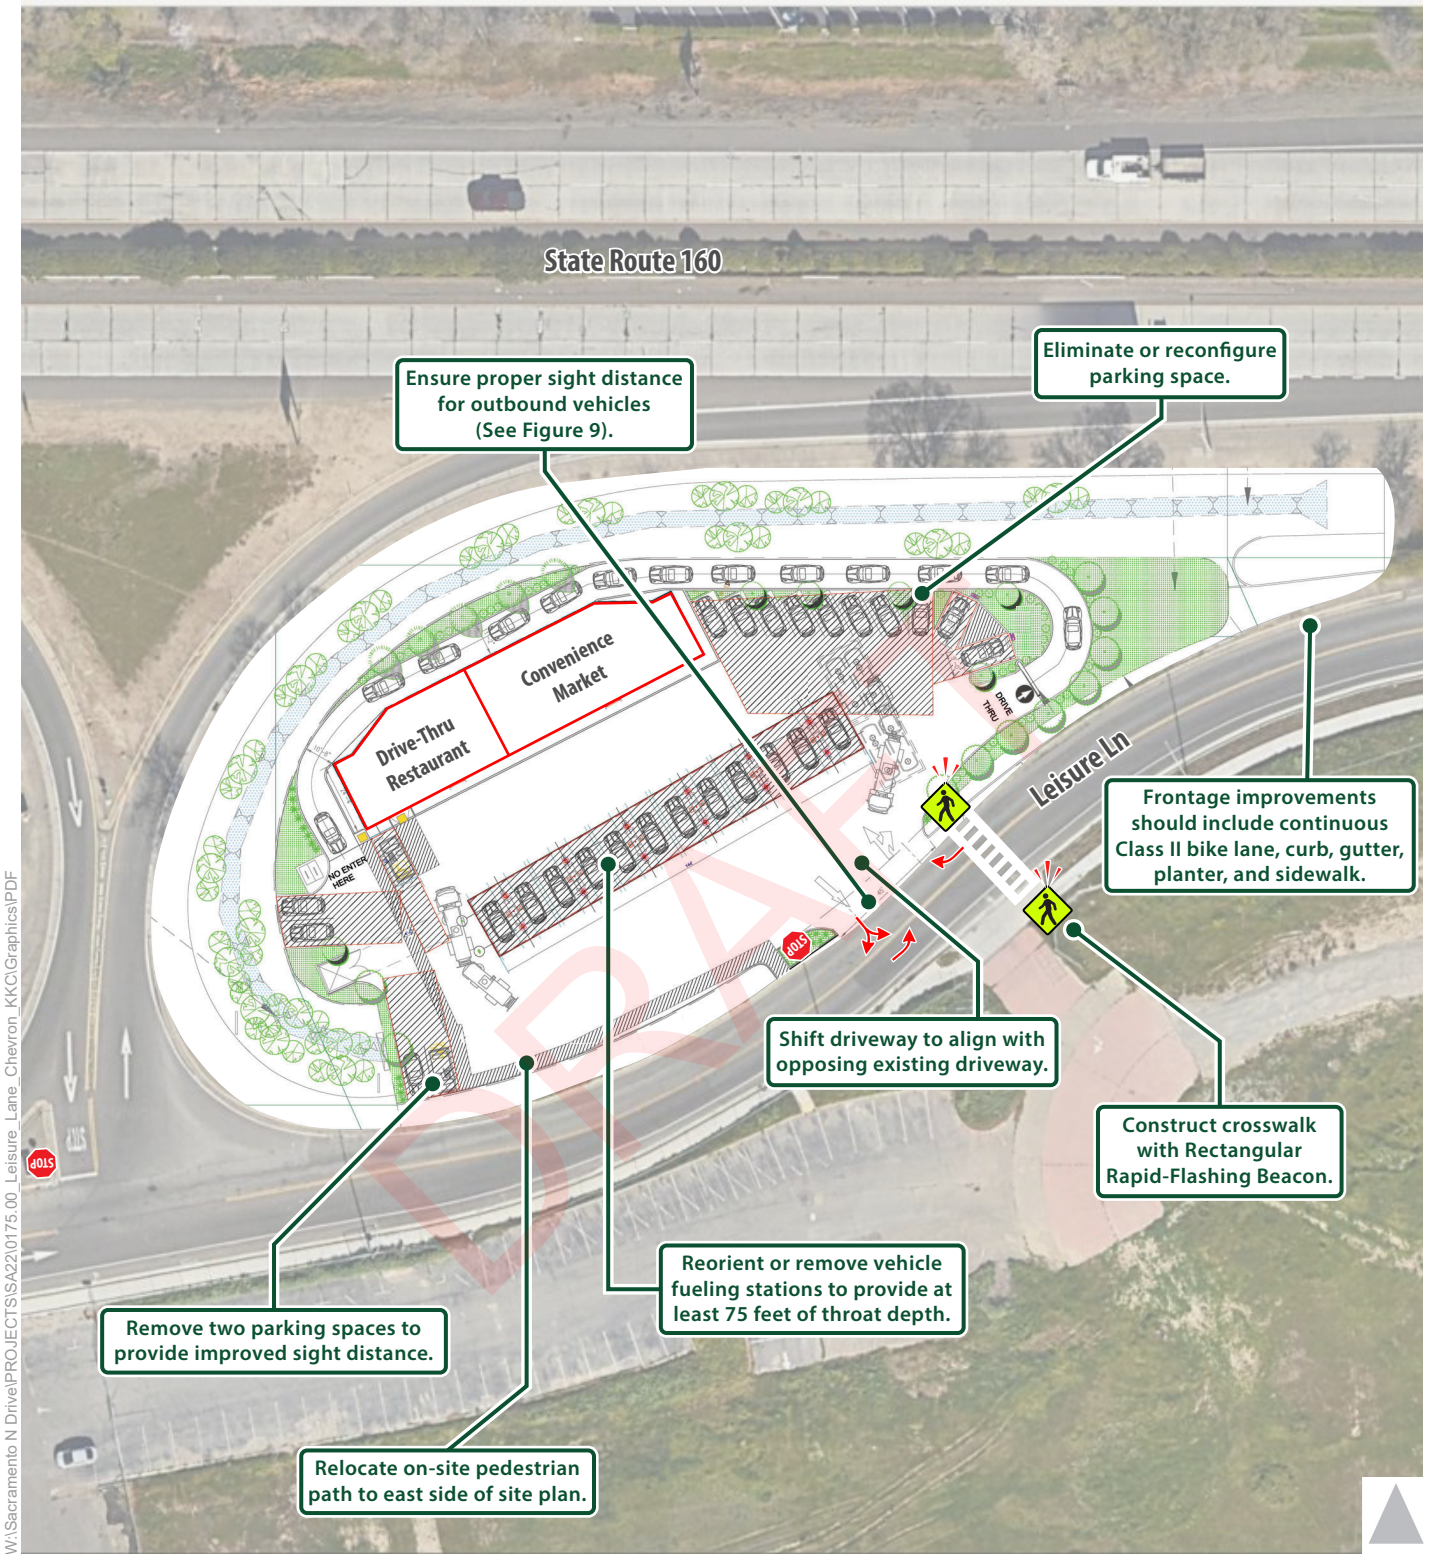 State Route 160
Ensure proper sight distance
for outbound vehicles
(See Figure 9).
Eliminate or reconfigure
parking space.
Convenience
Market
Drive-Thru
Restaurant
DRIVE
THRU
NO ENTER
HERE
Leisure Ln
Frontage improvements
should include continuous
Class II bike lane, curb, gutter,
planter, and sidewalk.
STOP
Shift driveway to align with
opposing existing driveway.
Construct crosswalk
with Rectangular
Rapid-Flashing Beacon.
STOP
STOP
Reorient or remove vehicle
fueling stations to provide at
least 75 feet of throat depth.
Remove two parking spaces to
provide improved sight distance.
Relocate on-site pedestrian
path to east side of site plan.
DRAFT
W:\Sacramento N Drive\PROJECTS\SA22\0175.00_Leisure_Lane_Chevron_KKC\Graphics\PDF